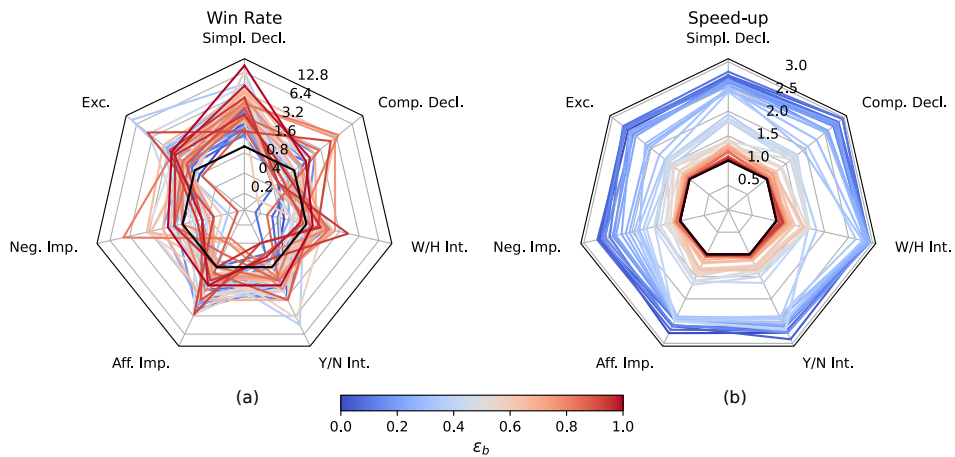 Win Rate
Simpl. Decl.
Comp. Decl.
W/H Int.
Y/N Int.
Aff. Imp.
Neg. Imp.
Exc.
12.8
6.4
3.2
1.6
0.8
0.4
0.2
(a)
Speed-up
Simpl. Decl.
Comp. Decl.
W/H Int.
Y/N Int.
Aff. Imp.
Neg. Imp.
Exc.
3.0
2.5
2.0
1.5
1.0
0.5
(b)
0.0 0.2 0.4 0.6 0.8 1.0
ε_b